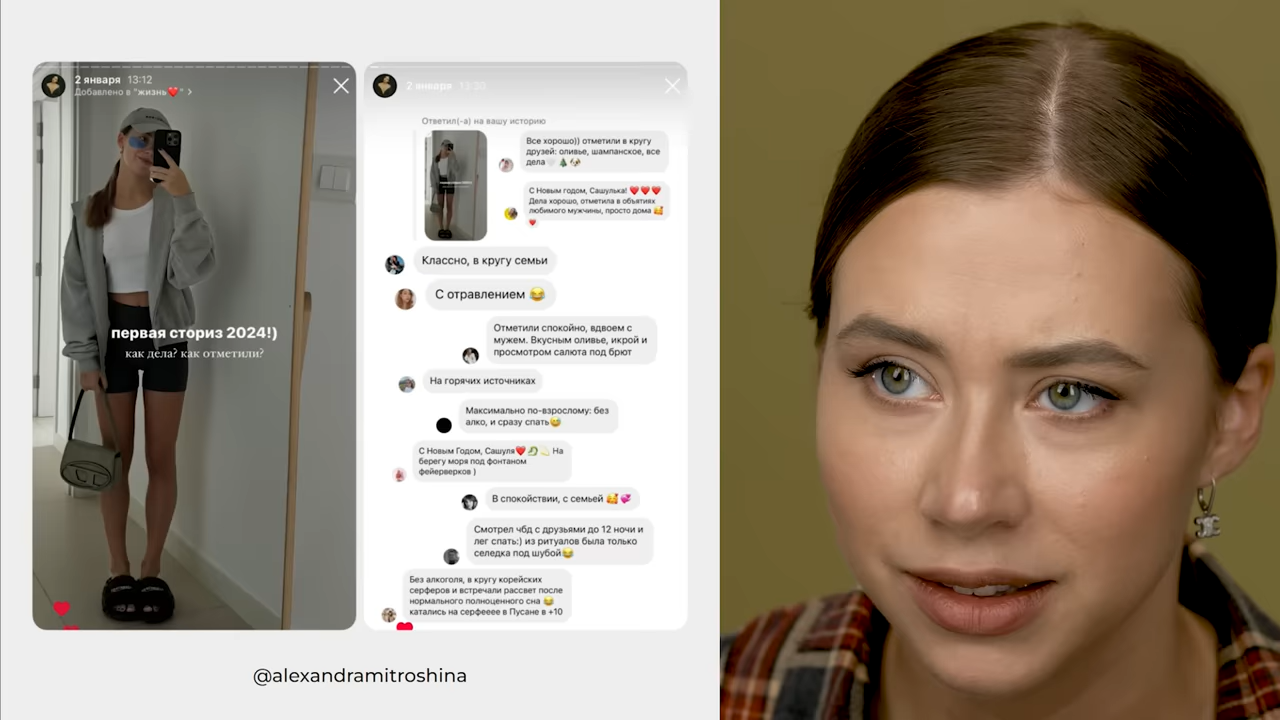 2 января 13:12
Добавлено в "жизнь❤️" >
первая сториз 2024!)
как дела? как отметили?
2 января
Ответил(-а) на вашу историю
Все хорошо)) отметили в кругу
друзей: оливье, шампанское, все
дела🤍🎄🐶
С Новым годом, Сашулька! ❤️❤️❤️
Дела хорошо, отметила в объятиях
любимого мужчины, просто дома 🥰
❤️
Классно, в кругу семьи
С отравлением 😂
Отметили спокойно, вдвоем с
мужем. Вкусным оливье, икрой и
просмотром салюта под брют
На горячих источниках
Максимально по-взрослому: без
алко, и сразу спать😅
С Новым Годом, Сашуля❤️🐉💫 На
берегу моря под фонтаном
фейерверков )
В спокойствии, с семьей 🥰💞
Смотрел чбд с друзьями до 12 ночи и
лег спать:) из ритуалов была только
селедка под шубой😂
Без алкоголя, в кругу корейских
серферов и встречали рассвет после
нормального полноценного сна 😂
катались на серфеееe в Пусане в +10
@alexandramitroshina